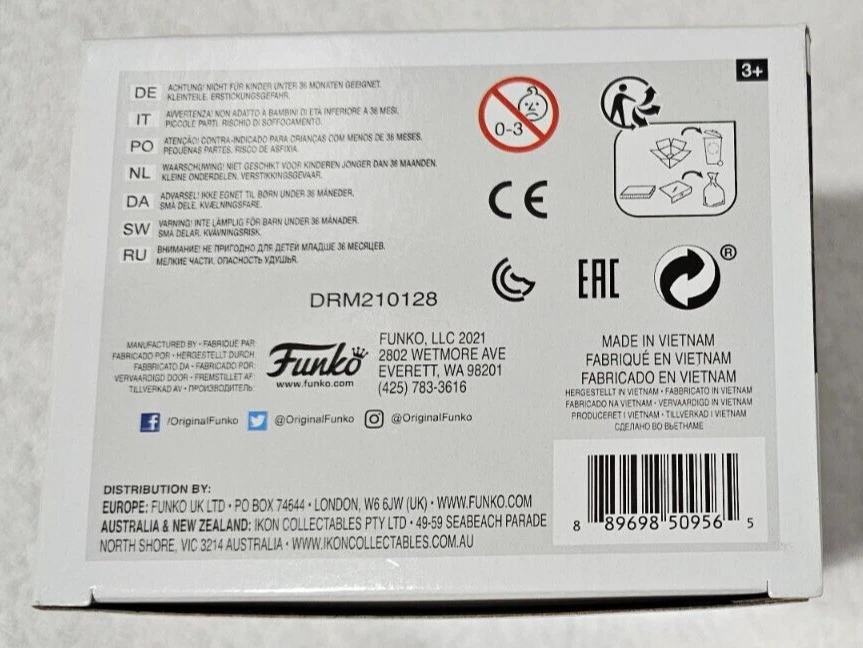 3+
DE ACHTUNG! NICHT FÜR KINDER UNTER 36 MONATEN GEEIGNET.
KLEINTEILE. ERSTICKUNGSGEFAHR.
IT AVVERTENZA! NON ADATTO A BAMBINI DI ETÀ INFERIORE A 36 MESI.
PICCOLE PARTI. RISCHIO DI SOFFOCAMENTO.
PO ATENÇÃO! CONTRA-INDICADO PARA CRIANÇAS COM MENOS DE 36 MESES.
PEQUENAS PARTES. RISCO DE ASFIXIA.
NL WAARSCHUWING! NIET GESCHIKT VOOR KINDEREN JONGER DAN 36 MAANDEN.
KLEINE ONDERDELEN. VERSTIKKINGSGEVAAR.
DA ADVARSEL! IKKE EGNET TIL BØRN UNDER 36 MÅNEDER.
SMÅ DELE. KVÆLNINGSFARE.
SW VARNING! INTE LÄMPLIG FÖR BARN UNDER 36 MÅNADER.
SMÅ DELAR. KVÄVNINGSRISK.
RU ВНИМАНИЕ! НЕ ПРИГОДНО ДЛЯ ДЕТЕЙ МЛАДШЕ 36 МЕСЯЦЕВ.
МЕЛКИЕ ЧАСТИ. ОПАСНОСТЬ УДУШЬЯ.
0-3
CE
EAC
®
DRM210128
MANUFACTURED BY • FABRIQUÉ PAR
FABRICADO POR • HERGESTELLT DURCH
FABBRICATO DA • FABRICADO POR:
VERVAARDIGD DOOR • FREMSTILLET AF:
TILLVERKAD AV • ПРОИЗВОДИТЕЛЬ:
Funko
www.funko.com
FUNKO, LLC 2021
2802 WETMORE AVE
EVERETT, WA 98201
(425) 783-3616
MADE IN VIETNAM
FABRIQUÉ EN VIETNAM
FABRICADO EN VIETNAM
HERGESTELLT IN VIETNAM • FABBRICATO IN VIETNAM
FABRICADO NA VIETNAM • VERVAARDIGD IN VIETNAM
PRODUCERET I VIETNAM • TILLVERKAD I VIETNAM
СДЕЛАНО ВО ВЬЕТНАМЕ
f /OriginalFunko @OriginalFunko @OriginalFunko
DISTRIBUTION BY:
EUROPE: FUNKO UK LTD • PO BOX 74644 • LONDON, W6 6JW (UK) • WWW.FUNKO.COM
AUSTRALIA & NEW ZEALAND: IKON COLLECTABLES PTY LTD • 49-59 SEABEACH PARADE
NORTH SHORE, VIC 3214 AUSTRALIA • WWW.IKONCOLLECTABLES.COM.AU
8 89698 50956 5